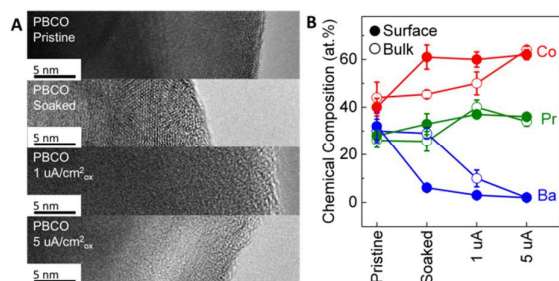 A
PBCO
Pristine
5 nm
PBCO
Soaked
5 nm
PBCO
1 uA/cm²ox
5 nm
PBCO
5 uA/cm²ox
5 nm
B
Chemical Composition (at.%)
80
60
40
20
0
Surface
Bulk
Co
Pr
Ba
Pristine
Soaked
1 uA
5 uA